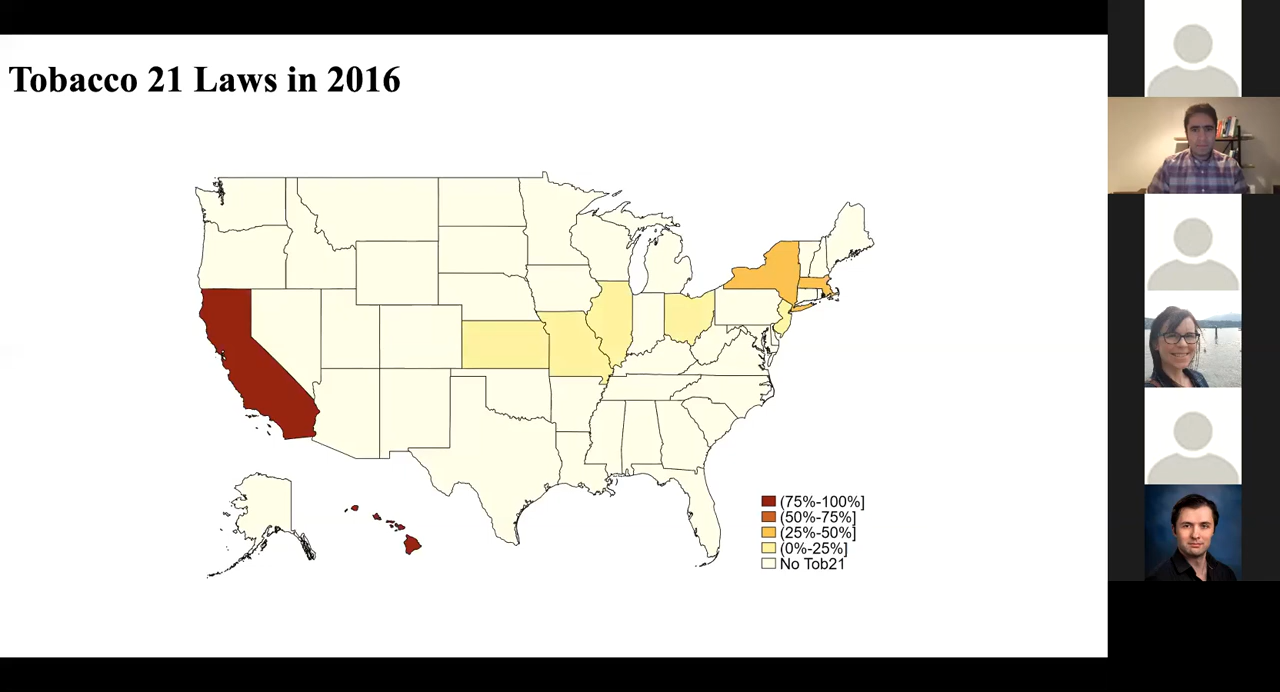 Tobacco 21 Laws in 2016
(75%-100%]
(50%-75%]
(25%-50%]
(0%-25%]
No Tob21